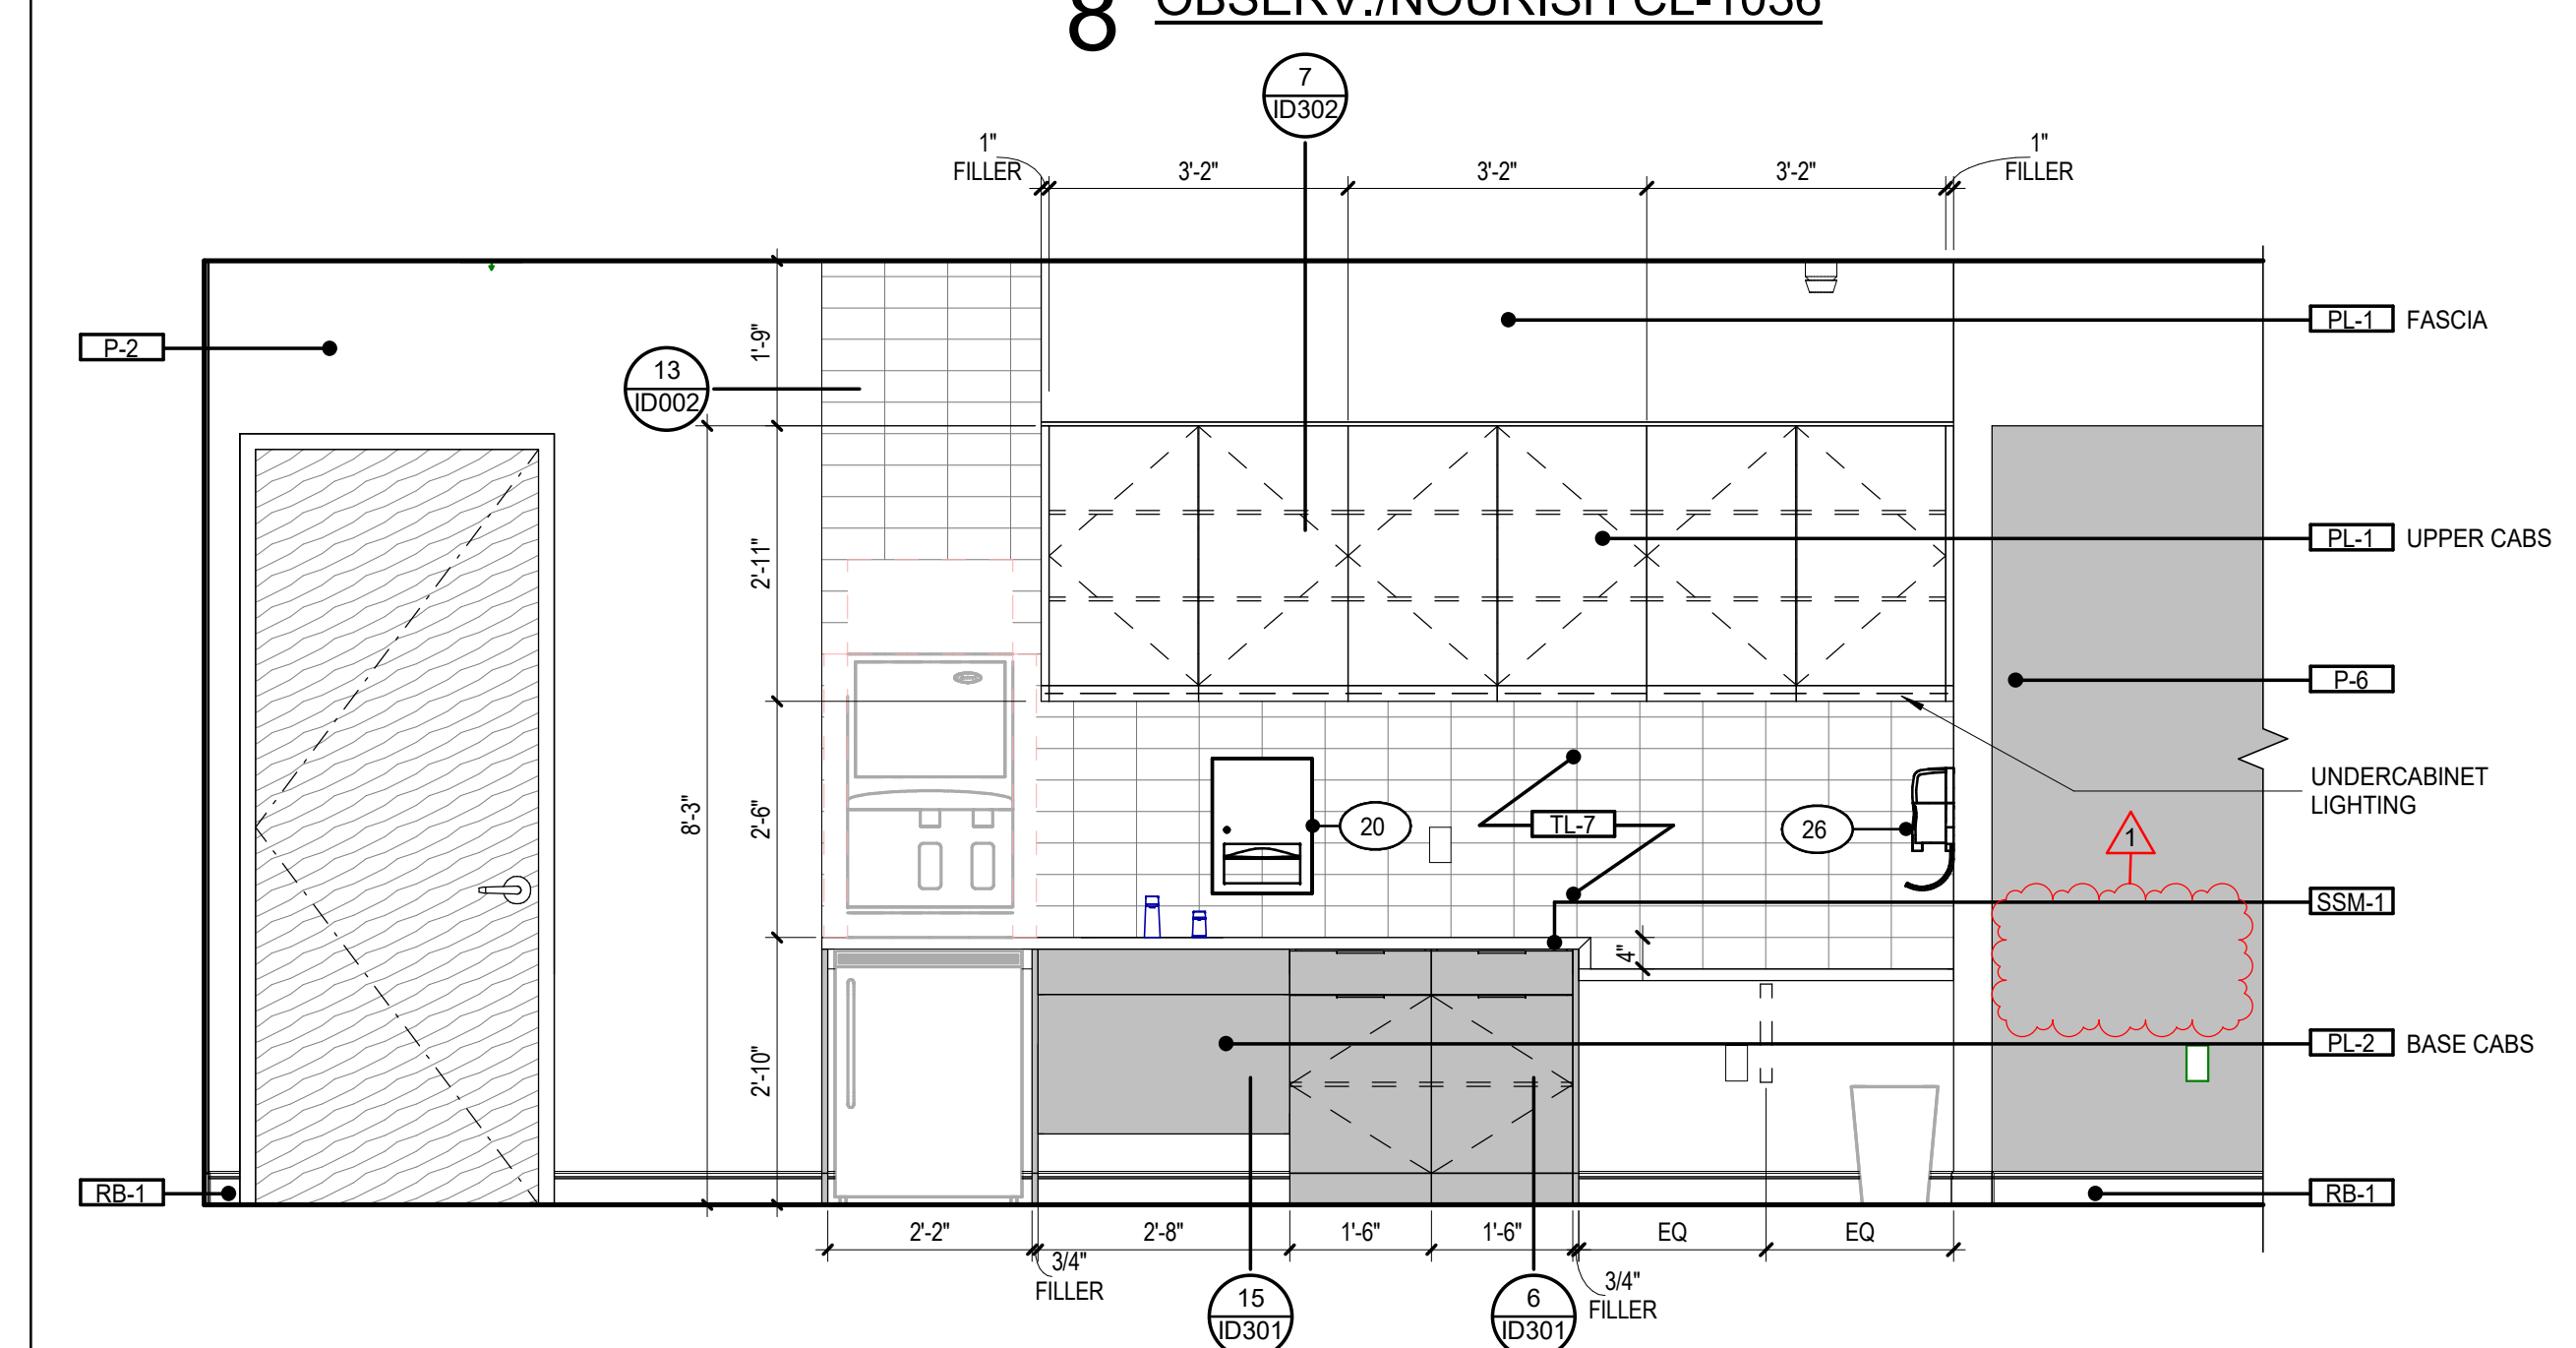 8 OBSERV./NOURISH CL-1036
7
ID302
1"
FILLER
3'-2"
3'-2"
3'-2"
1"
FILLER
P-2
13
ID002
1'-9"
2'-11"
8'-3"
2'-6"
2'-10"
PL-1 FASCIA
PL-1 UPPER CABS
P-6
UNDERCABINET
LIGHTING
20
TL-7
26
1
SSM-1
4"
PL-2 BASE CABS
RB-1
RB-1
2'-2"
3/4"
FILLER
2'-8"
1'-6"
1'-6"
3/4"
FILLER
EQ
EQ
15
ID301
6
ID301